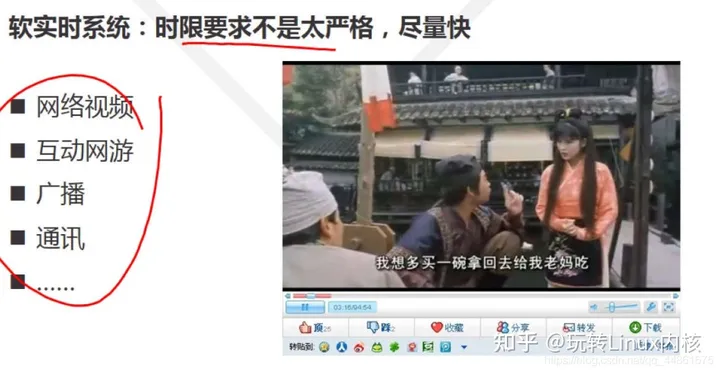 软实时系统：时限要求不是太严格，尽量快
■ 网络视频
■ 互动网游
■ 广播
■ 通讯
■ ……
我想多买一碗拿回去给我老妈吃
03:16/04:54
顶25 踩2 收藏 分享 转发 下载
转贴到:
知乎 @玩转Linux内核